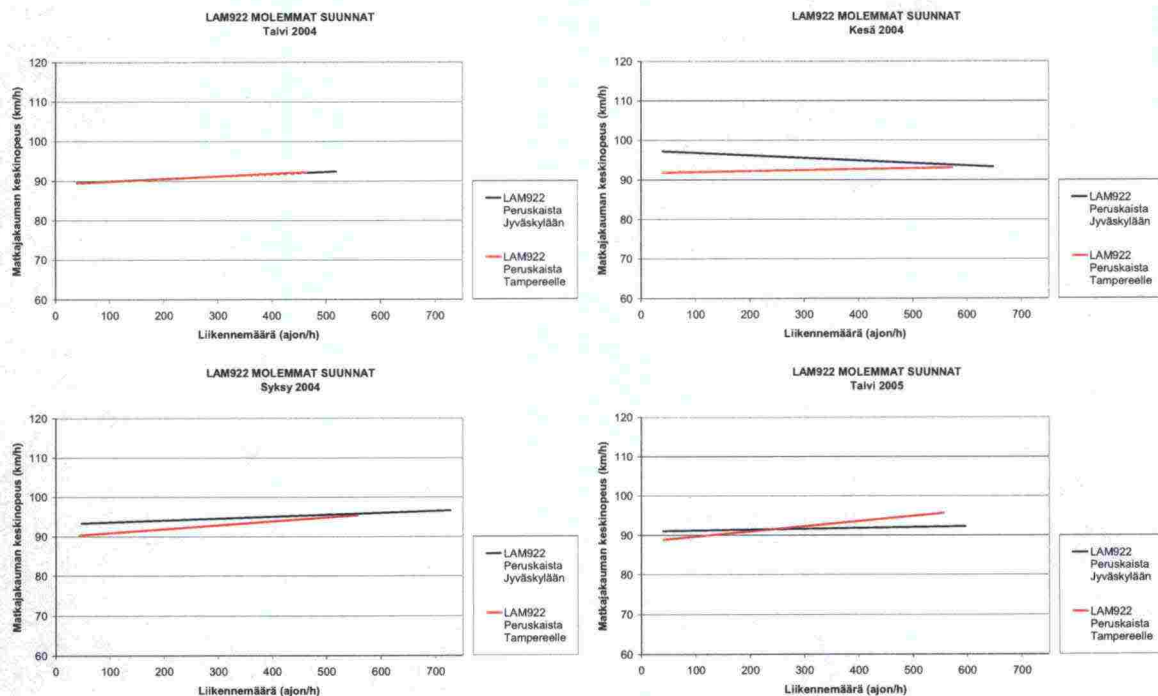 LAM922 MOLEMMAT SUUNNAT
Talvi 2004
Matkajakauman keskinopeus (km/h)
120
110
100
90
80
70
60
0 100 200 300 400 500 600 700
Liikennemäärä (ajon/h)
LAM922
Peruskaista
Jyväskylään
LAM922
Peruskaista
Tampereelle
LAM922 MOLEMMAT SUUNNAT
Kesä 2004
Matkajakauman keskinopeus (km/h)
120
110
100
90
80
70
60
0 100 200 300 400 500 600 700
Liikennemäärä (ajon/h)
LAM922
Peruskaista
Jyväskylään
LAM922
Peruskaista
Tampereelle
LAM922 MOLEMMAT SUUNNAT
Syksy 2004
Matkajakauman keskinopeus (km/h)
120
110
100
90
80
70
60
0 100 200 300 400 500 600 700
Liikennemäärä (ajon/h)
LAM922
Peruskaista
Jyväskylään
LAM922
Peruskaista
Tampereelle
LAM922 MOLEMMAT SUUNNAT
Talvi 2005
Matkajakauman keskinopeus (km/h)
120
110
100
90
80
70
60
0 100 200 300 400 500 600 700
Liikennemäärä (ajon/h)
LAM922
Peruskaista
Jyväskylään
LAM922
Peruskaista
Tampereelle